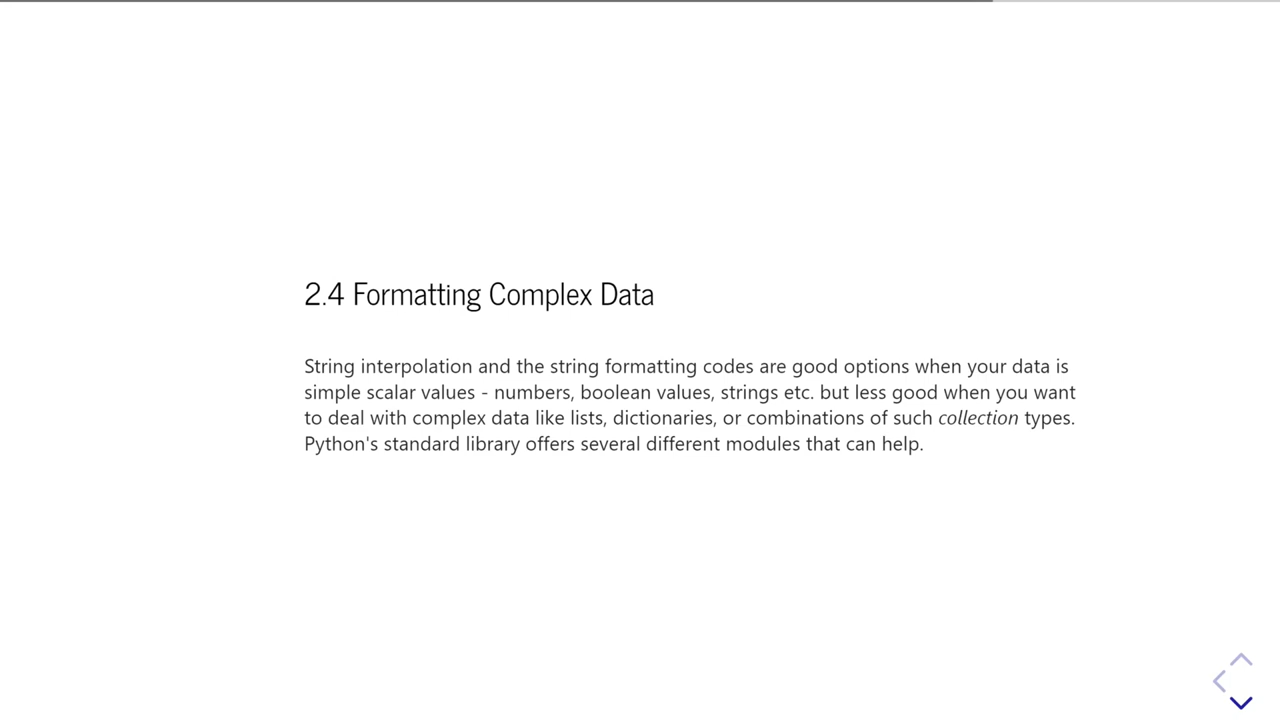 2.4 Formatting Complex Data
String interpolation and the string formatting codes are good options when your data is
simple scalar values - numbers, boolean values, strings etc. but less good when you want
to deal with complex data like lists, dictionaries, or combinations of such collection types.
Python's standard library offers several different modules that can help.